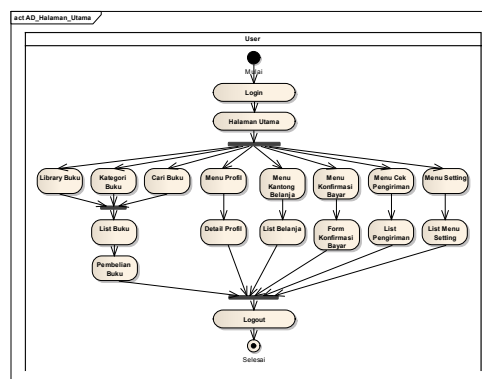 act AD_Halaman_Utama
User
Mulai
Login
Halaman Utama
Library Buku
Kategori
Buku
Cari Buku
Menu Profil
Menu
Kantong
Belanja
Menu
Konfirmasi
Bayar
Menu Cek
Pengiriman
Menu Setting
List Buku
Detail Profil
List Belanja
Form
Konfirmasi
Bayar
List
Pengiriman
List Menu
Setting
Pembelian
Buku
Logout
Selesai